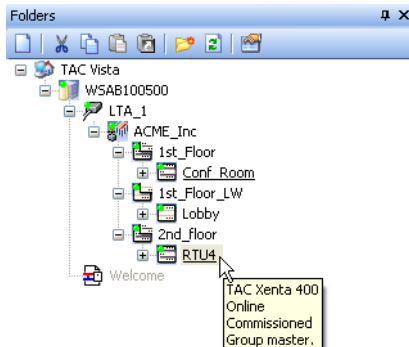 Folders
TAC Vista
WSAB100500
LTA_1
ACME_Inc
1st_Floor
Conf_Room
1st_Floor_LW
Lobby
2nd_floor
RTU4
Welcome
TAC Xenta 400
Online
Commissioned
Group master.